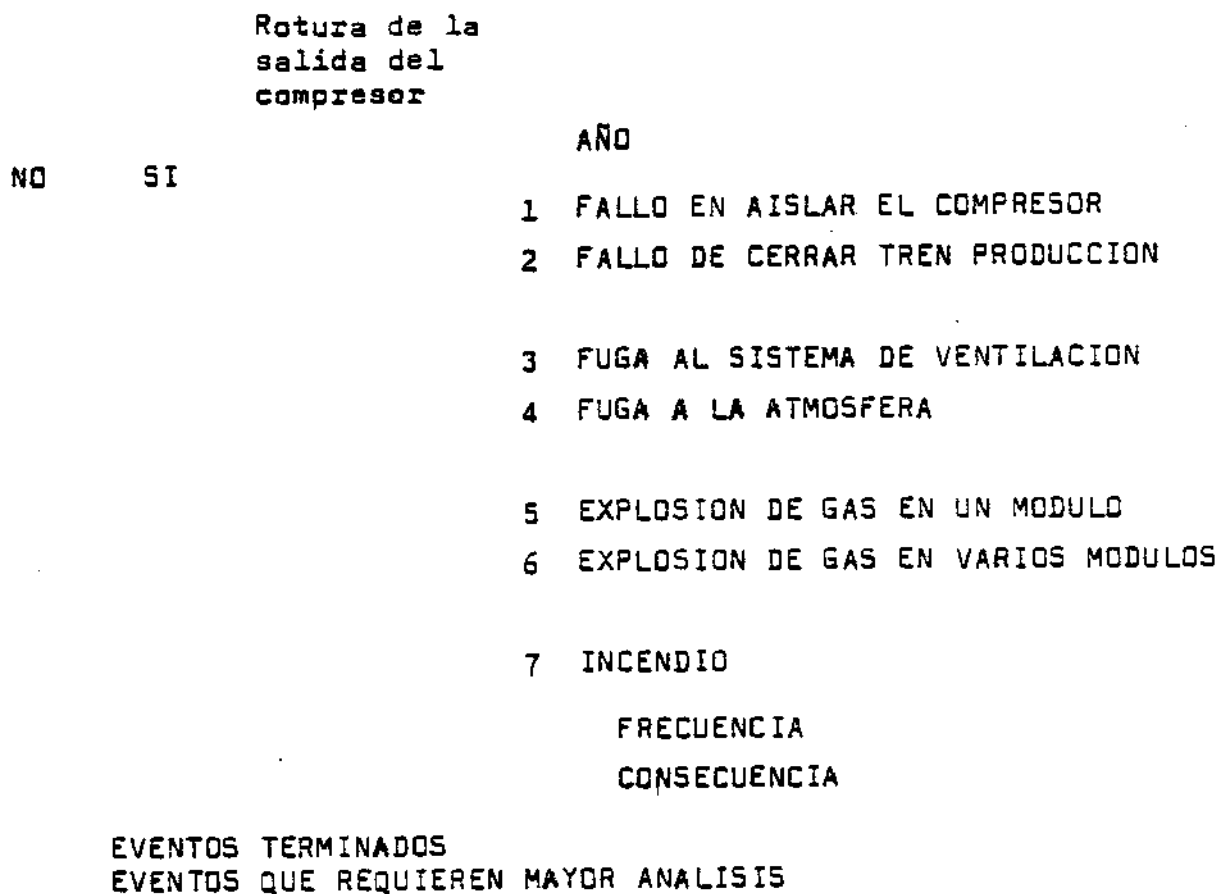 Rotura de la
salida del
compresor
AÑO
NO SI
1 FALLO EN AISLAR EL COMPRESOR
2 FALLO DE CERRAR TREN PRODUCCION
3 FUGA AL SISTEMA DE VENTILACION
4 FUGA A LA ATMOSFERA
5 EXPLOSION DE GAS EN UN MODULO
6 EXPLOSION DE GAS EN VARIOS MODULOS
7 INCENDIO
FRECUENCIA
CONSECUENCIA
EVENTOS TERMINADOS
EVENTOS QUE REQUIEREN MAYOR ANALISIS